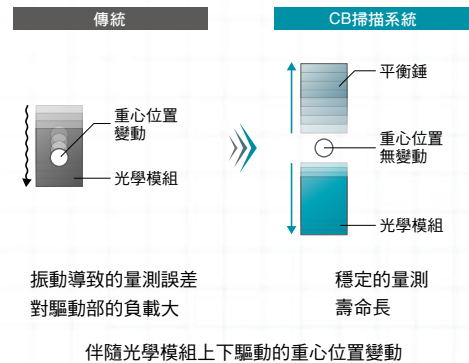 傳統
CB掃描系統
重心位置
變動
光學模組
平衡錘
重心位置
無變動
光學模組
振動導致的量測誤差
對驅動部的負載大
穩定的量測
壽命長
伴隨光學模組上下驅動的重心位置變動